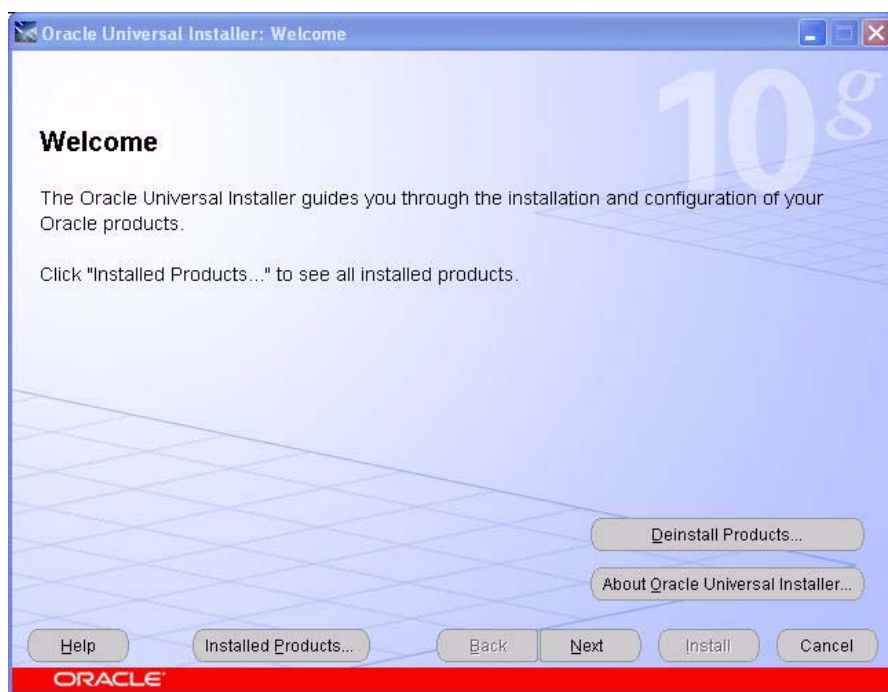 Oracle Universal Installer: Welcome
10g
Welcome
The Oracle Universal Installer guides you through the installation and configuration of your
Oracle products.
Click "Installed Products..." to see all installed products.
Deinstall Products...
About Oracle Universal Installer...
Help
Installed Products...
Back
Next
Install
Cancel
ORACLE